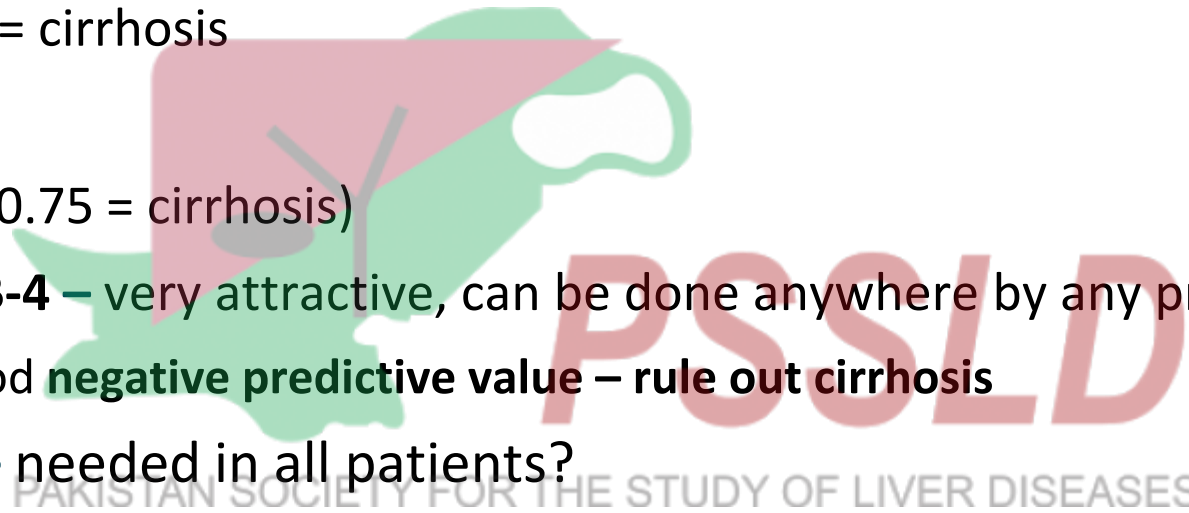 = cirrhosis
0.75 = cirrhosis)
-4 – very attractive, can be done anywhere by any
negative predictive value – rule out cirrhosis
PSSLD
needed in all patients?
PAKISTAN SOCIETY FOR THE STUDY OF LIVER DISEASES